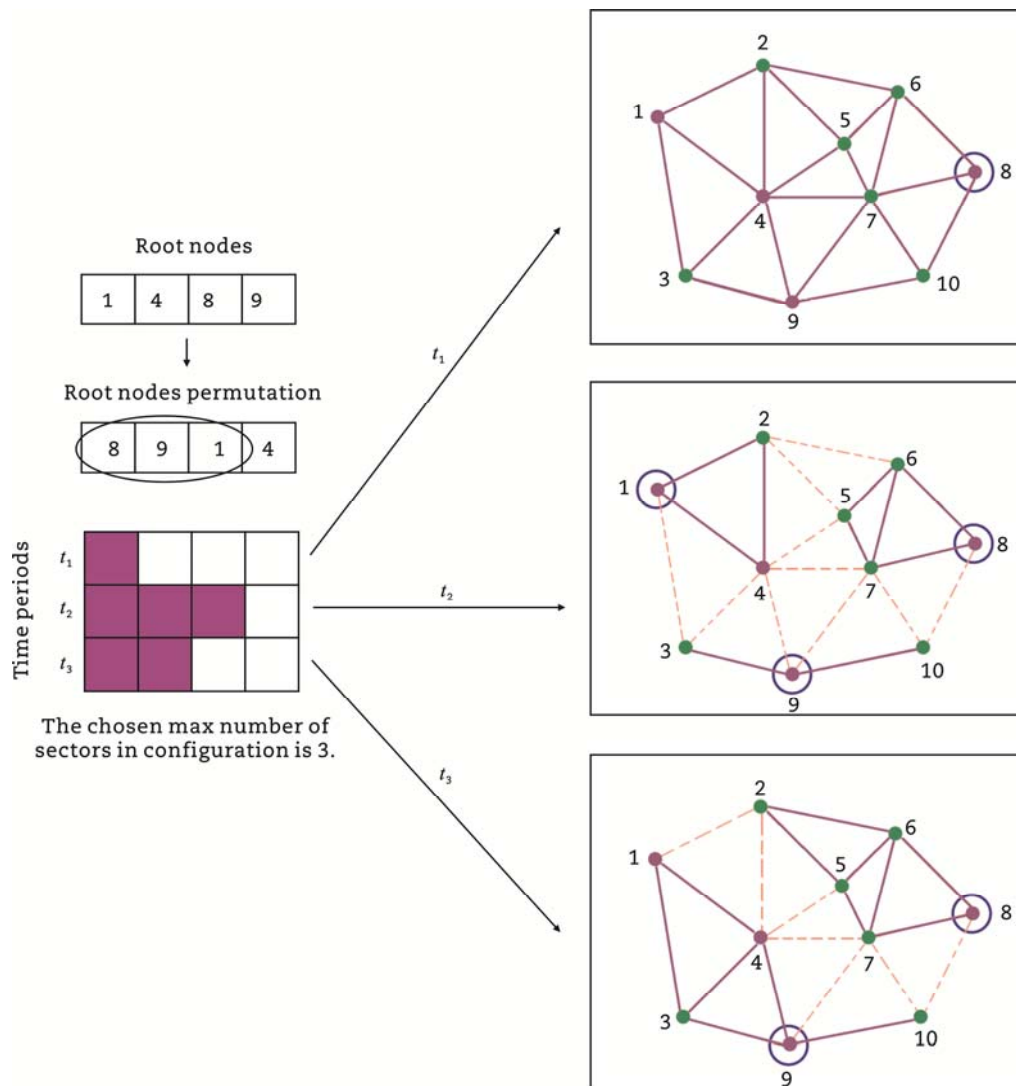 Root nodes
1 4 8 9
Root nodes permutation
8 9 1 4
Time periods
t₁
t₂
t₃
The chosen max number of
sectors in configuration is 3.
t₁
t₂
t₃
2
6
1
5
8
4
7
3
10
9
2
6
1
5
8
4
7
3
10
9
2
6
1
5
8
4
7
3
10
9